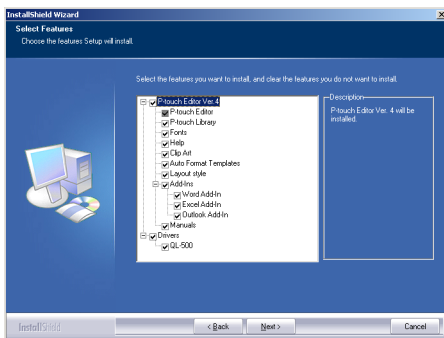 InstallShield Wizard
Select Features
Choose the features Setup will install.
Select the features you want to install, and clear the features you do not want to install.
P-touch Editor Ver. 4
P-touch Editor
P-touch Library
Fonts
Help
Clip Art
Auto Format Templates
Layout style
Add-Ins
Word Add-In
Excel Add-In
Outlook Add-In
Manuals
Drivers
QL-500
Description
P-touch Editor Ver. 4 will be
installed.
InstallShield
< Back
Next >
Cancel